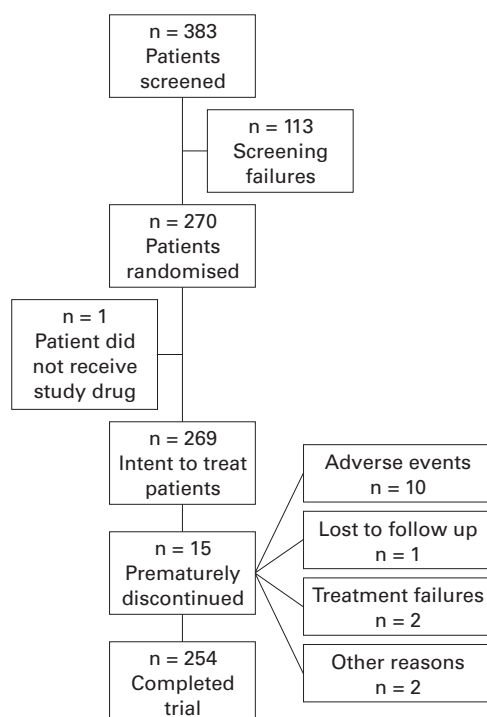 n = 383
Patients
screened
n = 113
Screening
failures
n = 270
Patients
randomised
n = 1
Patient did
not receive
study drug
n = 269
Intent to treat
patients
n = 15
Prematurely
discontinued
Adverse events
n = 10
Lost to follow up
n = 1
Treatment failures
n = 2
Other reasons
n = 2
n = 254
Completed
trial